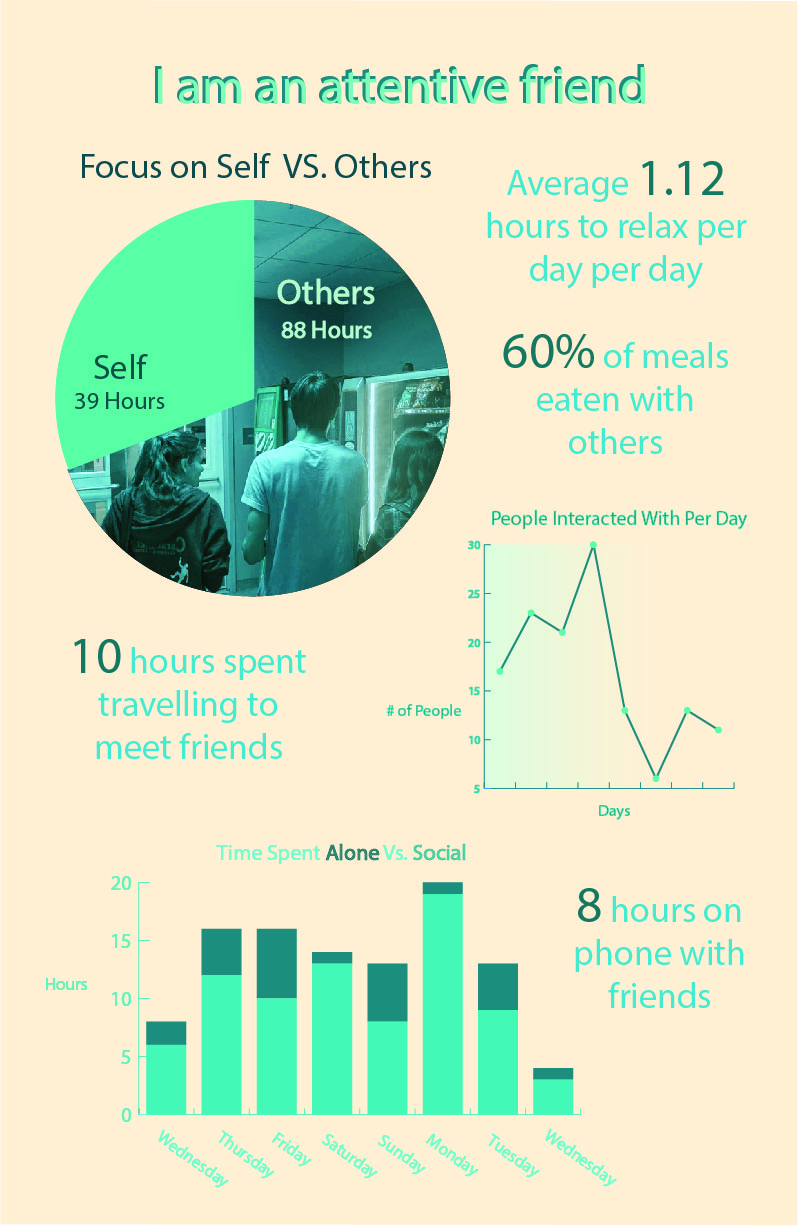 I am an attentive friend
Focus on Self VS. Others
Others
88 Hours
Self
39 Hours
Average 1.12
hours to relax per
day per day
60% of meals
eaten with
others
People Interacted With Per Day
30
25
20
15
10
5
# of People
Days
10 hours spent
travelling to
meet friends
Time Spent Alone Vs. Social
20
15
10
5
0
Hours
Wednesday
Thursday
Friday
Saturday
Sunday
Monday
Tuesday
Wednesday
8 hours on
phone with
friends